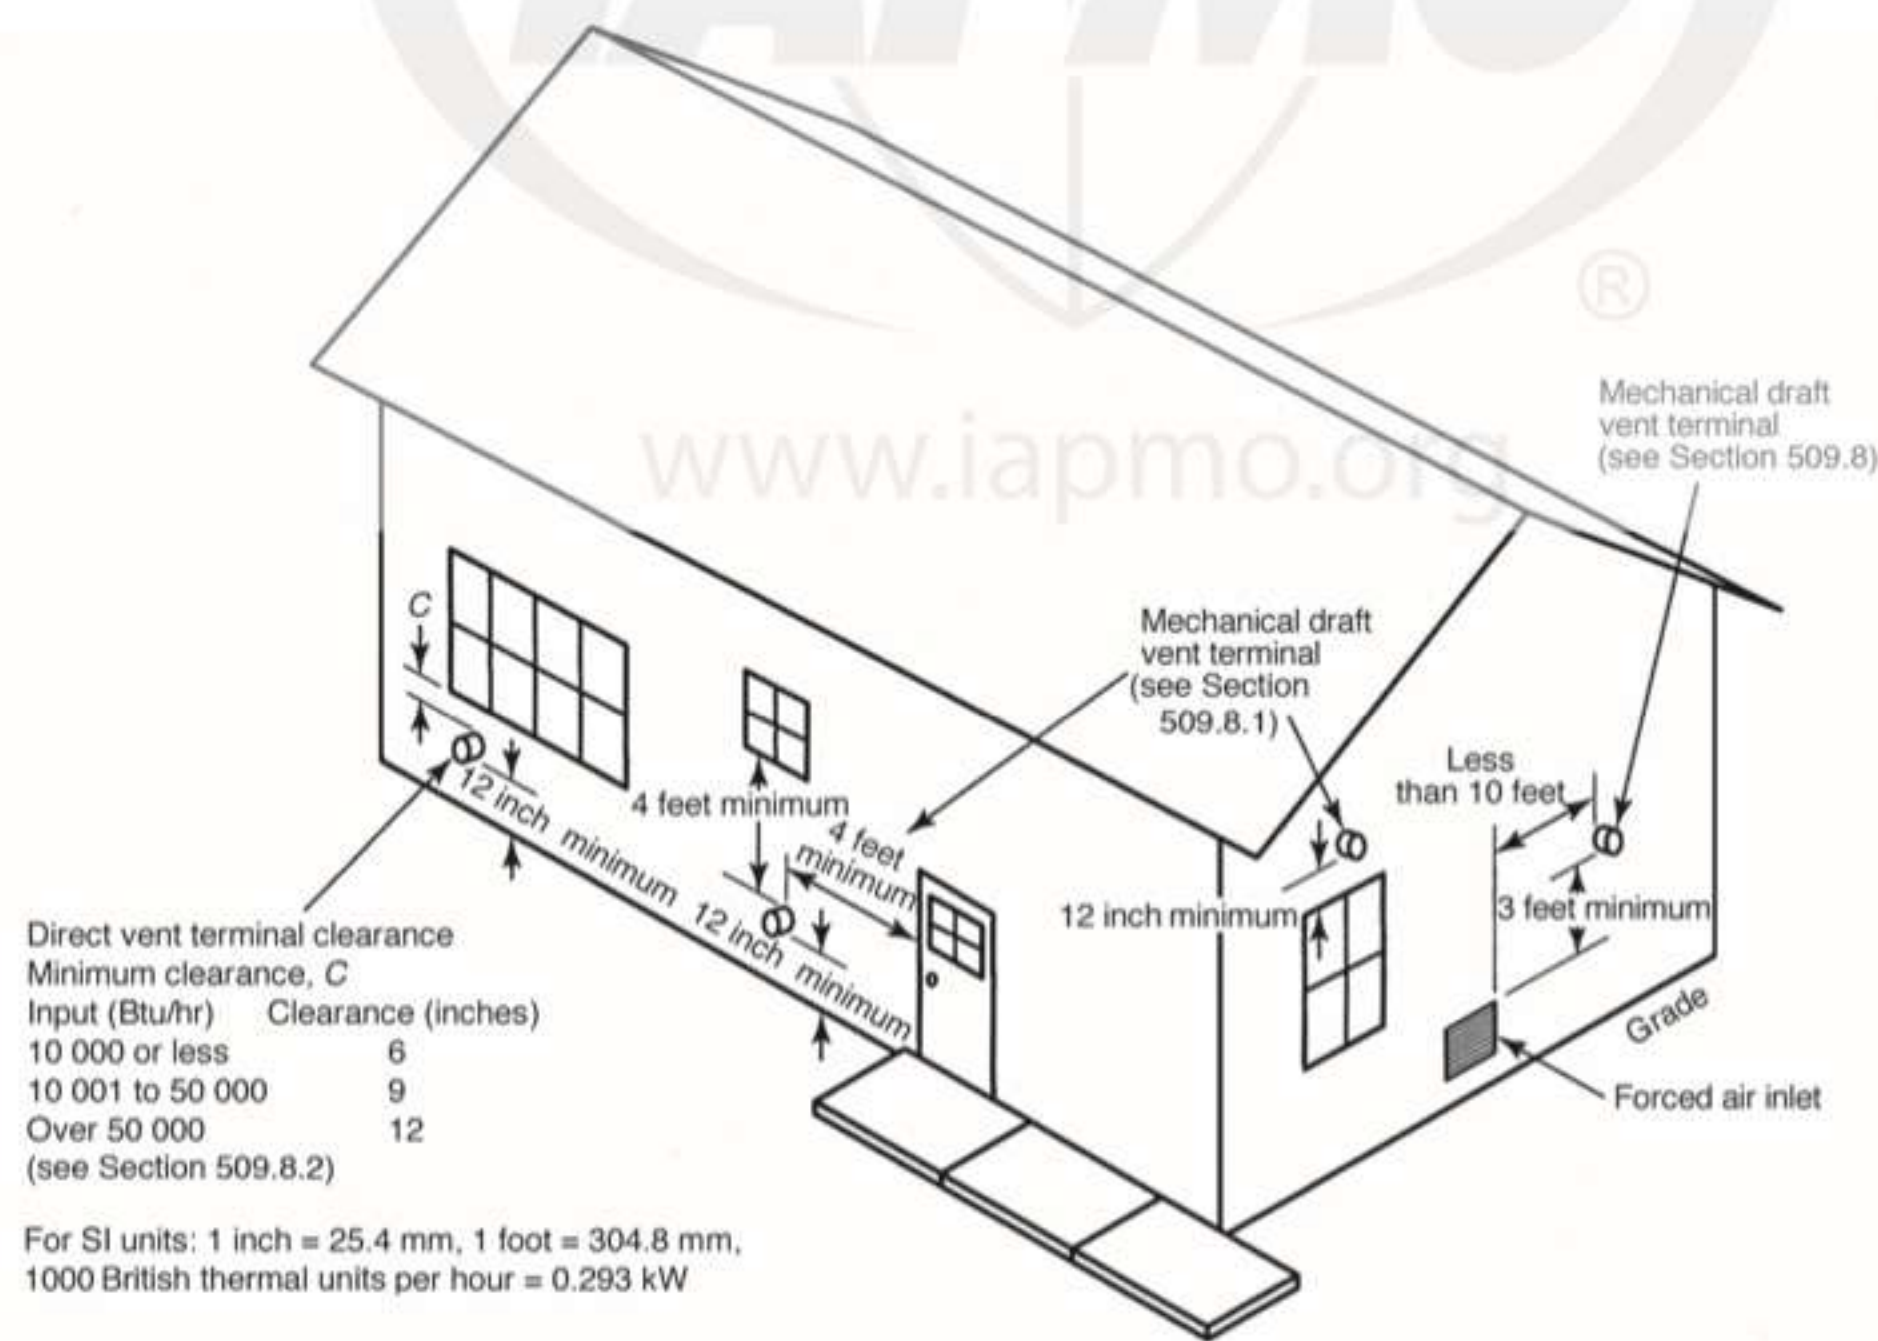 IAPMO
®
www.iapmo.org
Mechanical draft
vent terminal
(see Section 509.8)
C
Mechanical draft
vent terminal
(see Section
509.8.1)
Less
than 10 feet
12 inch minimum
4 feet minimum
4 feet
minimum
12 inch minimum
12 inch minimum
3 feet minimum
Grade
Forced air inlet
Direct vent terminal clearance
Minimum clearance, C
Input (Btu/hr) Clearance (inches)
10 000 or less 6
10 001 to 50 000 9
Over 50 000 12
(see Section 509.8.2)
For SI units: 1 inch = 25.4 mm, 1 foot = 304.8 mm,
1000 British thermal units per hour = 0.293 kW